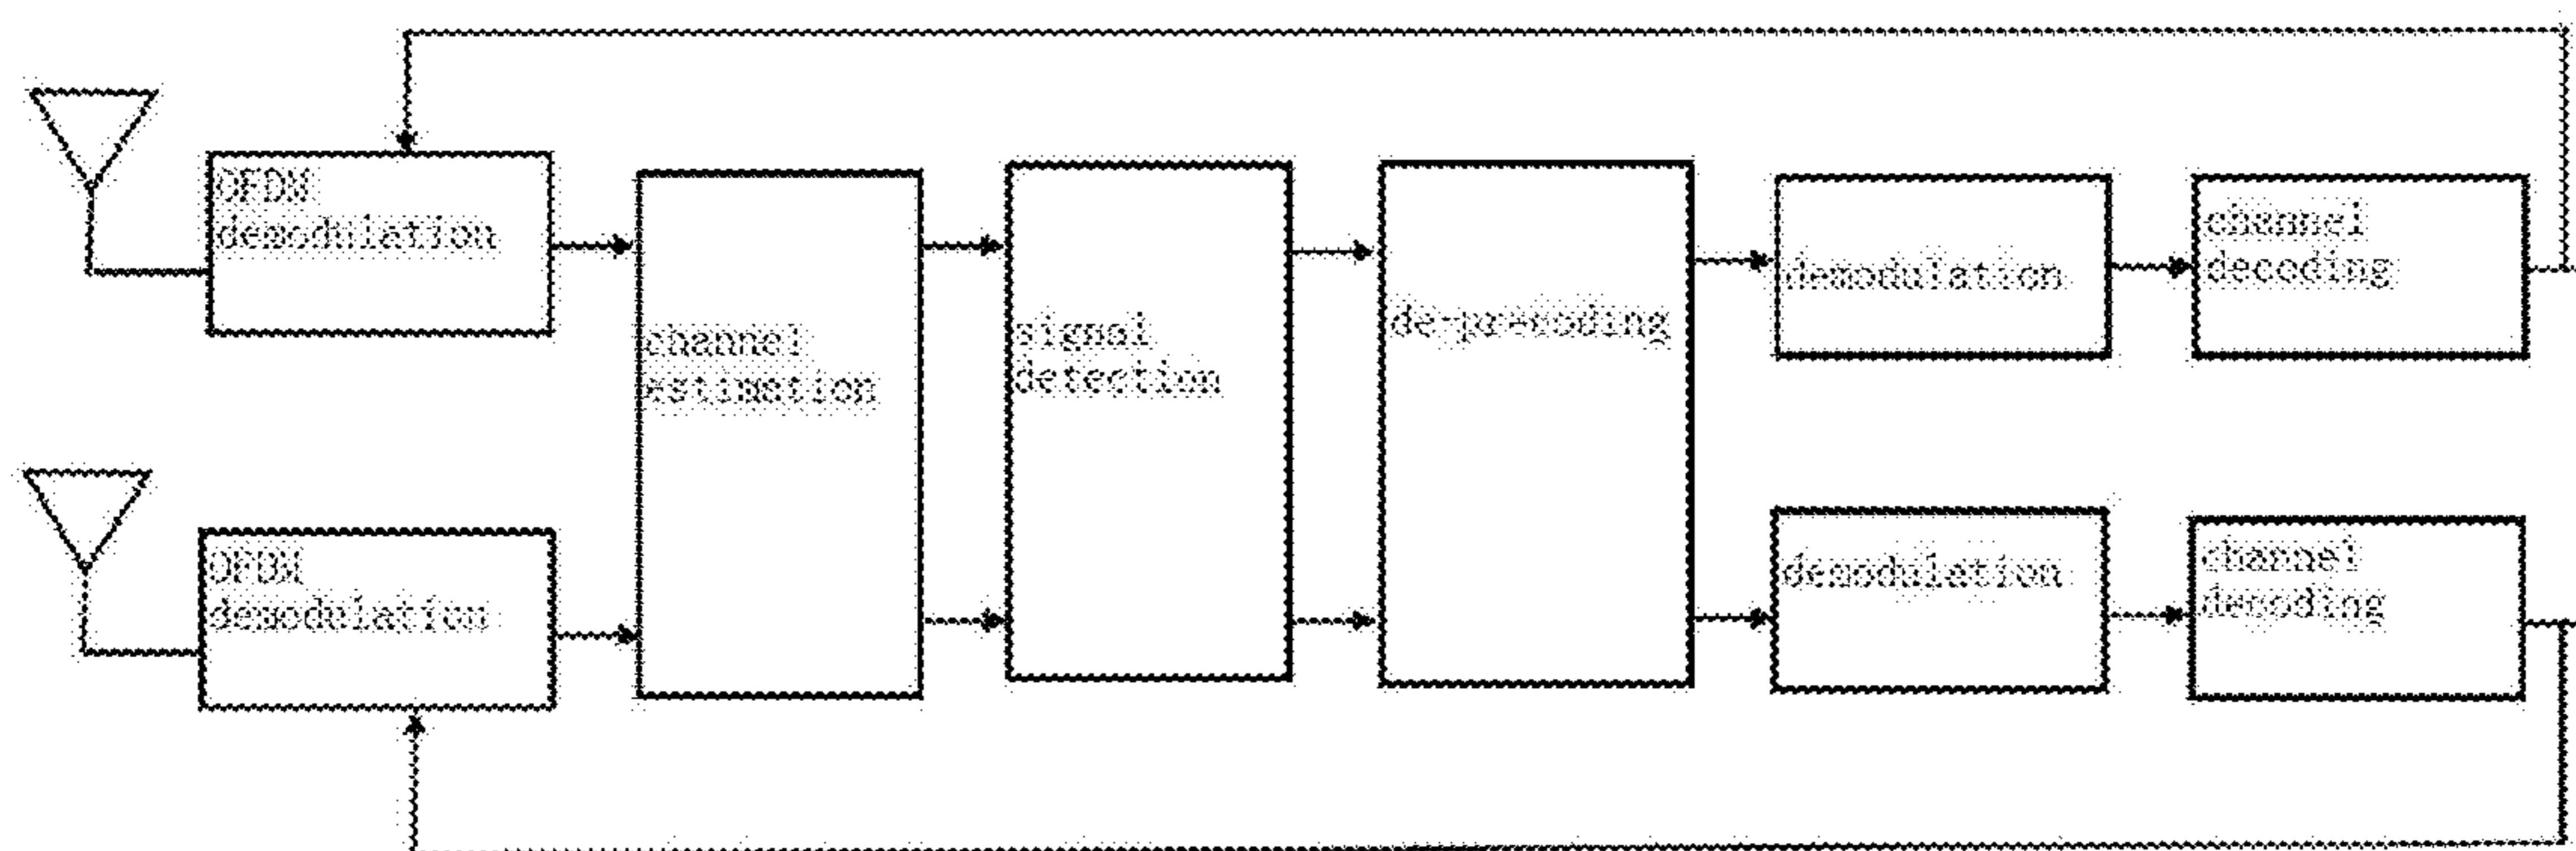 OFDM
demodulation
channel
estimation
signal
detection
de-precoding
demodulation
channel
decoding
OFDM
demodulation
demodulation
channel
decoding